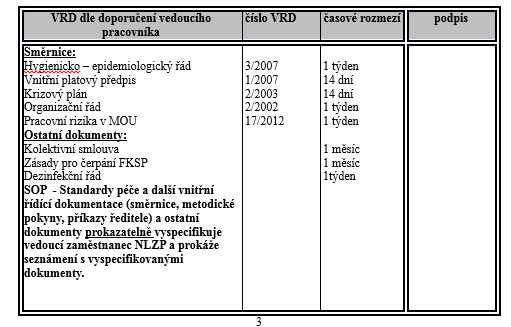 VRD dle doporučení vedoucího pracovníka číslo VRD časové rozmezí podpis
Směrnice:
Hygienicko – epidemiologický řád 3/2007 1 týden
Vnitřní platový předpis 1/2007 14 dní
Krizový plán 2/2003 14 dní
Organizační řád 2/2002 1 týden
Pracovní rizika v MOU 17/2012 1 týden
Ostatní dokumenty:
Kolektivní smlouva 1 měsíc
Zásady pro čerpání FKSP 1 měsíc
Dezinfekční řád 1týden
SOP - Standardy péče a další vnitřní
řídící dokumentace (směrnice, metodické
pokyny, příkazy ředitele) a ostatní
dokumenty prokazatelně vyspecifikuje
vedoucí zaměstnanec NLZP a prokáže
seznámení s vyspecifikovanými
dokumenty.
3